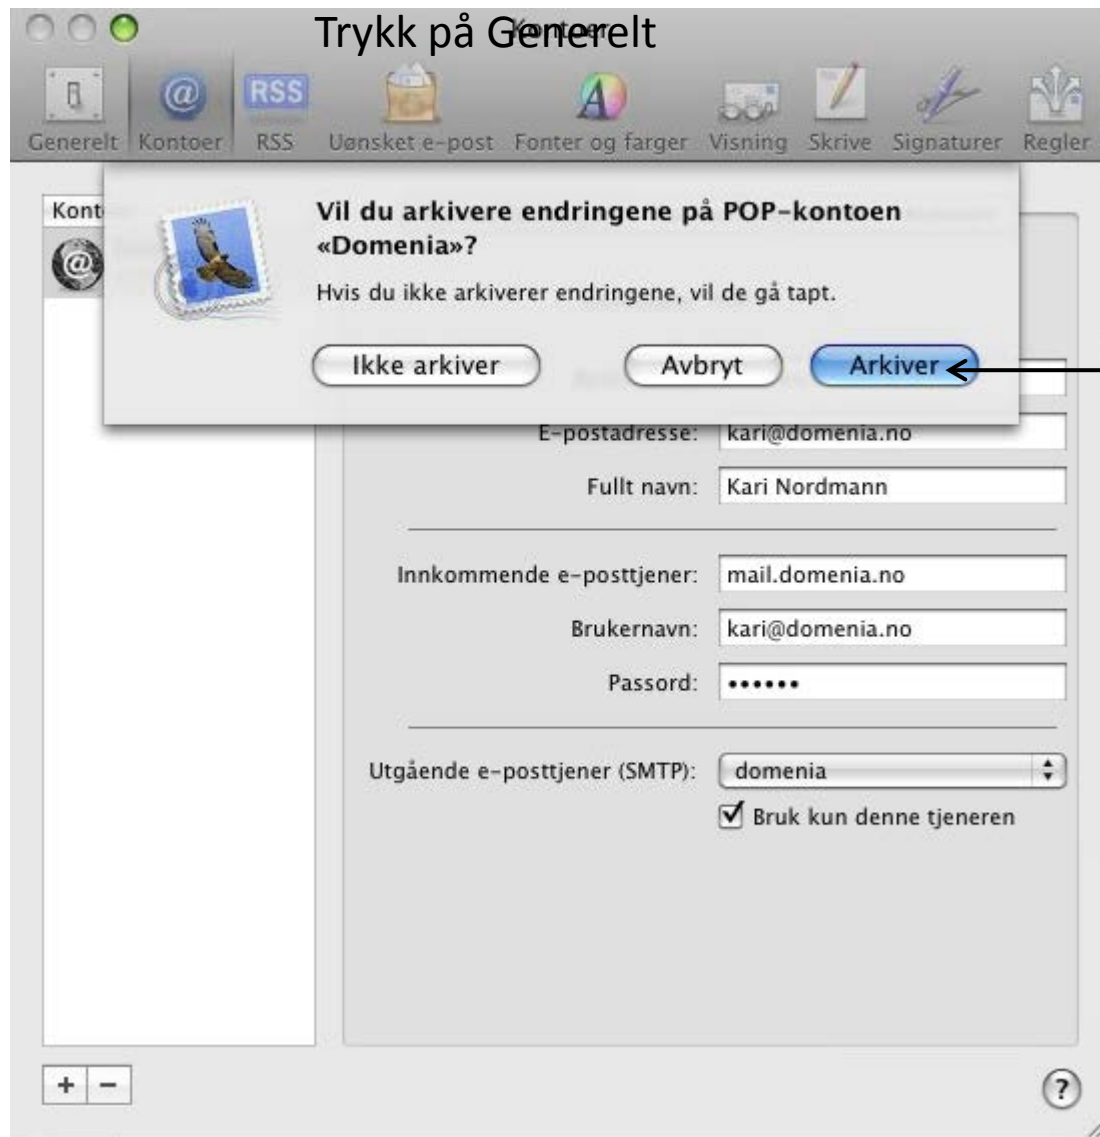 Trykk på Generelt
Kontoer
Generelt Kontoer RSS Uønsket e-post Fonter og farger Visning Skrive Signaturer Regler
RSS
Kont
Vil du arkivere endringene på POP-kontoen
«Domenia»?
Hvis du ikke arkiverer endringene, vil de gå tapt.
Ikke arkiver Avbryt Arkiver
E-postadresse: kari@domenia.no
Fullt navn: Kari Nordmann
Innkommende e-posttjener: mail.domenia.no
Brukernavn: kari@domenia.no
Passord: ••••••
Utgående e-posttjener (SMTP): domenia
Bruk kun denne tjeneren
+ − ?